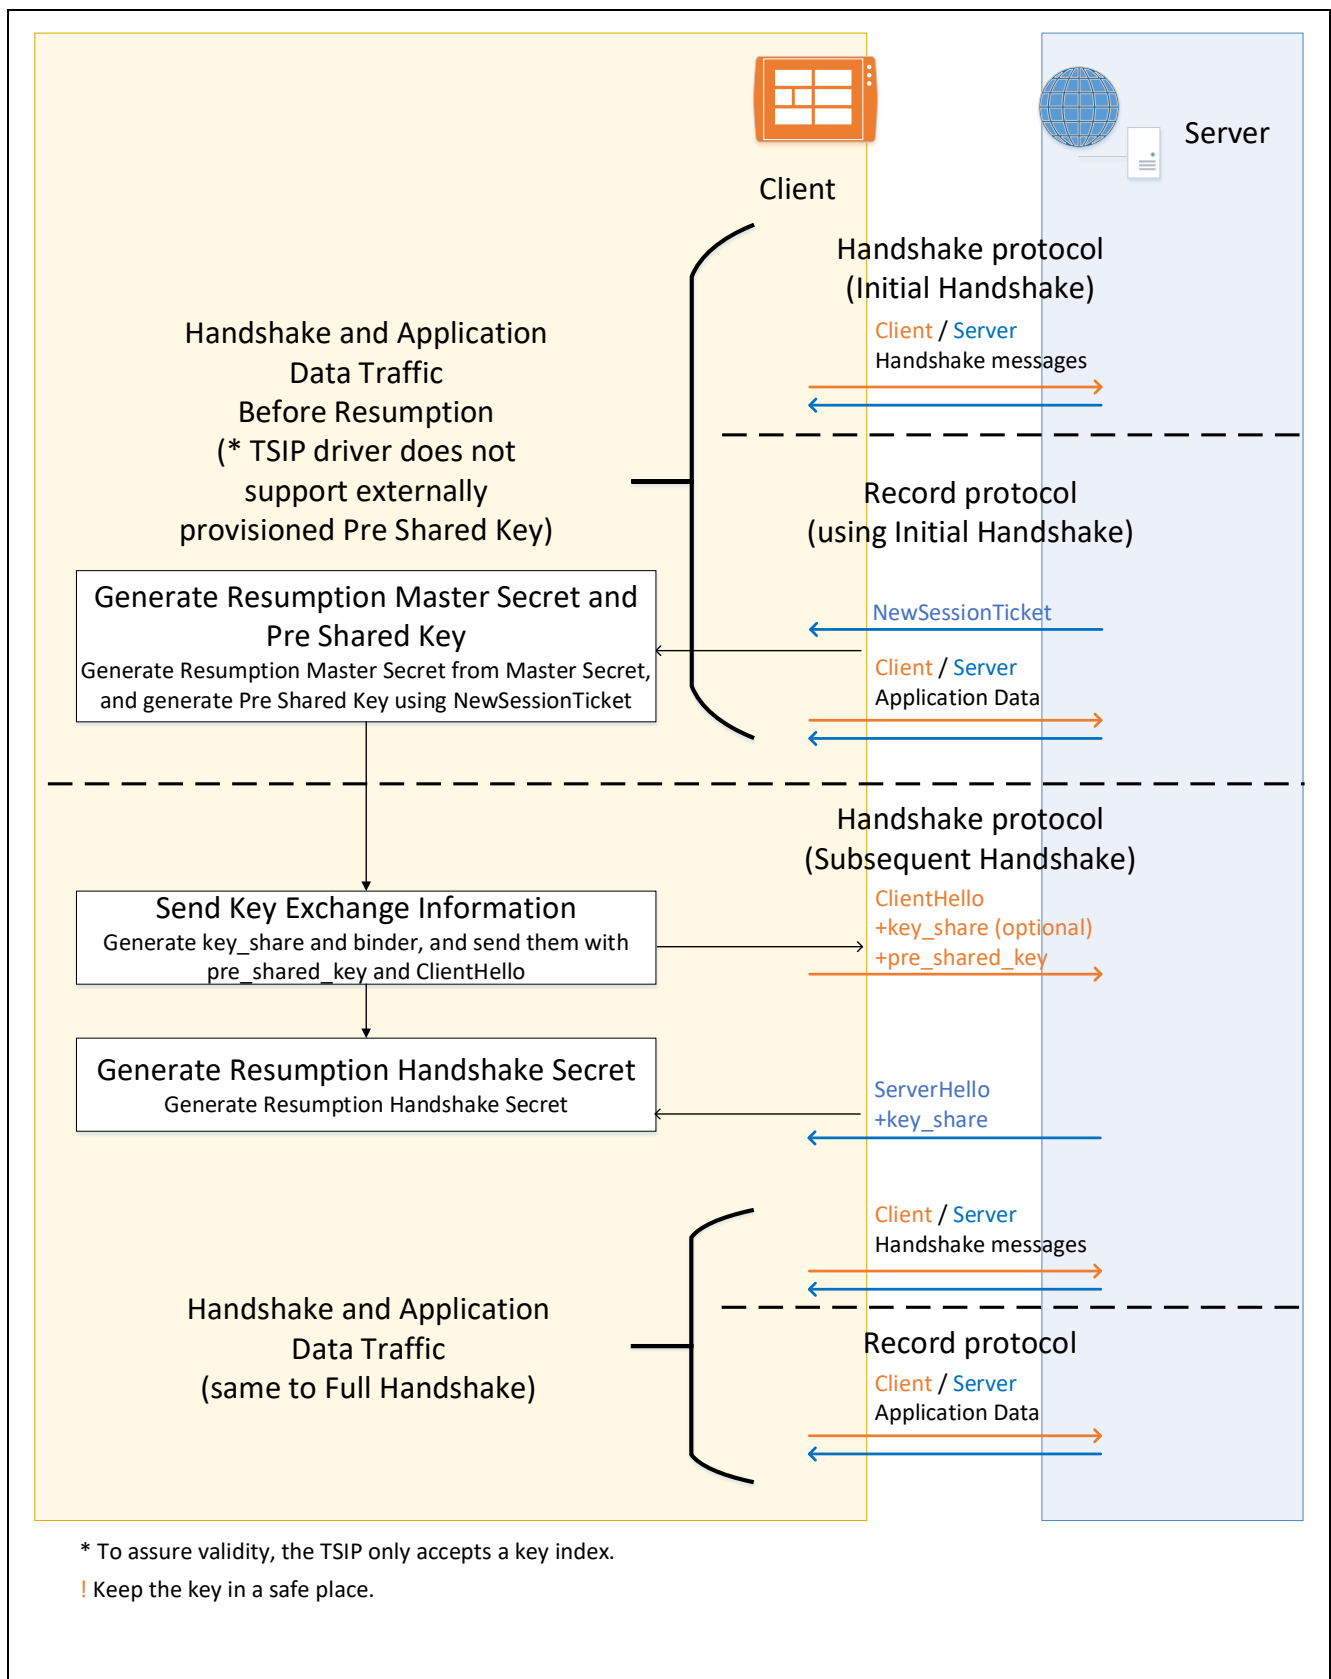 Client
Server
Handshake protocol
(Initial Handshake)
Client / Server
Handshake messages
Handshake and Application
Data Traffic
Before Resumption
(* TSIP driver does not
support externally
provisioned Pre Shared Key)
Record protocol
(using Initial Handshake)
Generate Resumption Master Secret and
Pre Shared Key
Generate Resumption Master Secret from Master Secret,
and generate Pre Shared Key using NewSessionTicket
NewSessionTicket
Client / Server
Application Data
Handshake protocol
(Subsequent Handshake)
Send Key Exchange Information
Generate key_share and binder, and send them with
pre_shared_key and ClientHello
ClientHello
+key_share (optional)
+pre_shared_key
Generate Resumption Handshake Secret
Generate Resumption Handshake Secret
ServerHello
+key_share
Client / Server
Handshake messages
Handshake and Application
Data Traffic
(same to Full Handshake)
Record protocol
Client / Server
Application Data
* To assure validity, the TSIP only accepts a key index.
! Keep the key in a safe place.